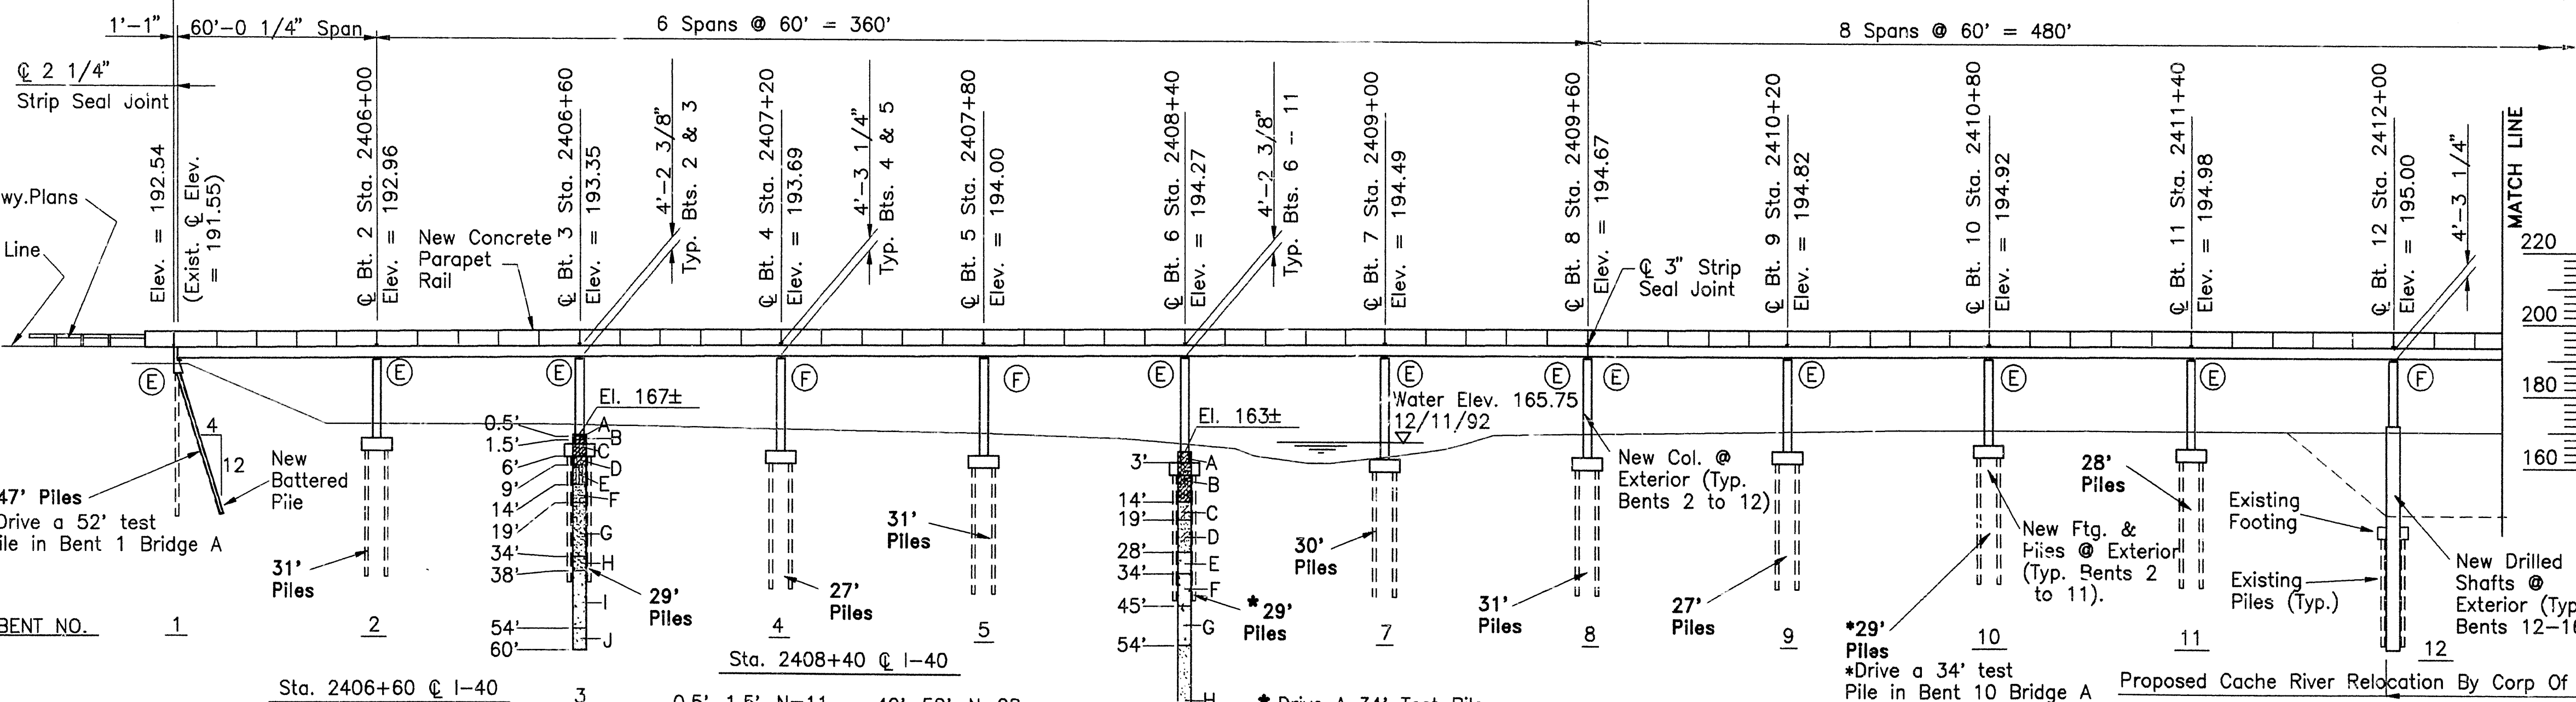 1'-1"
60'-0 1/4" Span
6 Spans @ 60' = 360'
8 Spans @ 60' = 480'
℄ 2 1/4"
Strip Seal Joint
Elev. = 192.54
(Exist. ℄ Elev.
= 191.55)
℄ Bt. 2 Sta. 2406+00
Elev. = 192.96
℄ Bt. 3 Sta. 2406+60
Elev. = 193.35
4'-2 3/8"
Typ. Bts. 2 & 3
℄ Bt. 4 Sta. 2407+20
Elev. = 193.69
4'-3 1/4"
Typ. Bts. 4 & 5
℄ Bt. 5 Sta. 2407+80
Elev. = 194.00
℄ Bt. 6 Sta. 2408+40
Elev. = 194.27
4'-2 3/8"
Typ. Bts. 6 -- 11
℄ Bt. 7 Sta. 2409+00
Elev. = 194.49
℄ Bt. 8 Sta. 2409+60
Elev. = 194.67
℄ Bt. 9 Sta. 2410+20
Elev. = 194.82
℄ Bt. 10 Sta. 2410+80
Elev. = 194.92
℄ Bt. 11 Sta. 2411+40
Elev. = 194.98
℄ Bt. 12 Sta. 2412+00
Elev. = 195.00
4'-3 1/4"
MATCH LINE
220
200
180
160
wy.Plans
Line
New Concrete
Parapet
Rail
℄ 3" Strip
Seal Joint
E
E
E
F
F
E
E
E
E
E
E
E
F
4
12
New
Battered
Pile
47' Piles
Drive a 52' test
ile in Bent 1 Bridge A
31'
Piles
El. 167±
0.5'
1.5'
6'
9'
14'
19'
34'
38'
54'
60'
A
B
C
D
E
F
G
H
I
J
29'
Piles
27'
Piles
31'
Piles
El. 163±
3'
14'
19'
28'
34'
45'
54'
A
B
C
D
E
F
G
H
*29'
Piles
Water Elev. 165.75
12/11/92
30'
Piles
31'
Piles
New Col. @
Exterior (Typ.
Bents 2 to 12)
27'
Piles
*29'
Piles
*Drive a 34' test
Pile in Bent 10 Bridge A
New Ftg. &
Piles @ Exterior
(Typ. Bents 2
to 11).
28'
Piles
Existing
Footing
Existing
Piles (Typ.)
New Drilled
Shafts @
Exterior (Typ
Bents 12-16
BENT NO.
1
2
3
4
5
7
8
9
10
11
12
Sta. 2406+60 ℄ I-40
Sta. 2408+40 ℄ I-40
Proposed Cache River Relocation By Corp Of
* Drive A 34' Test Pile